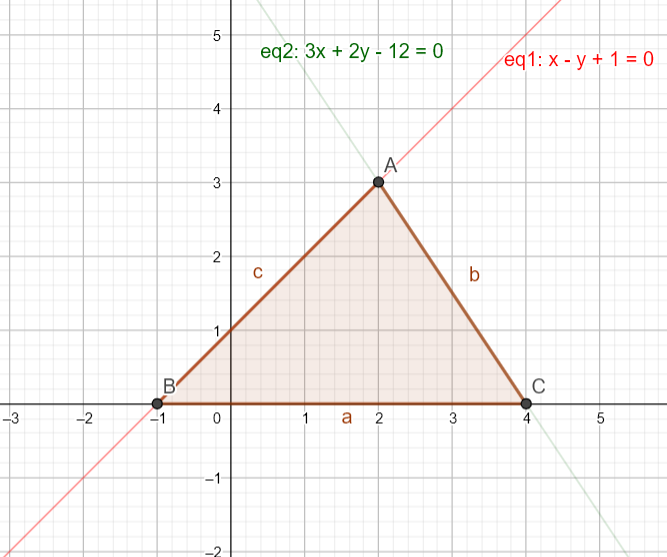 5
eq2: 3x + 2y - 12 = 0
eq1: x - y + 1 = 0
4
A
3
2
c
b
1
B
C
–3
–2
–1
0
1
a
2
3
4
5
–1
–2